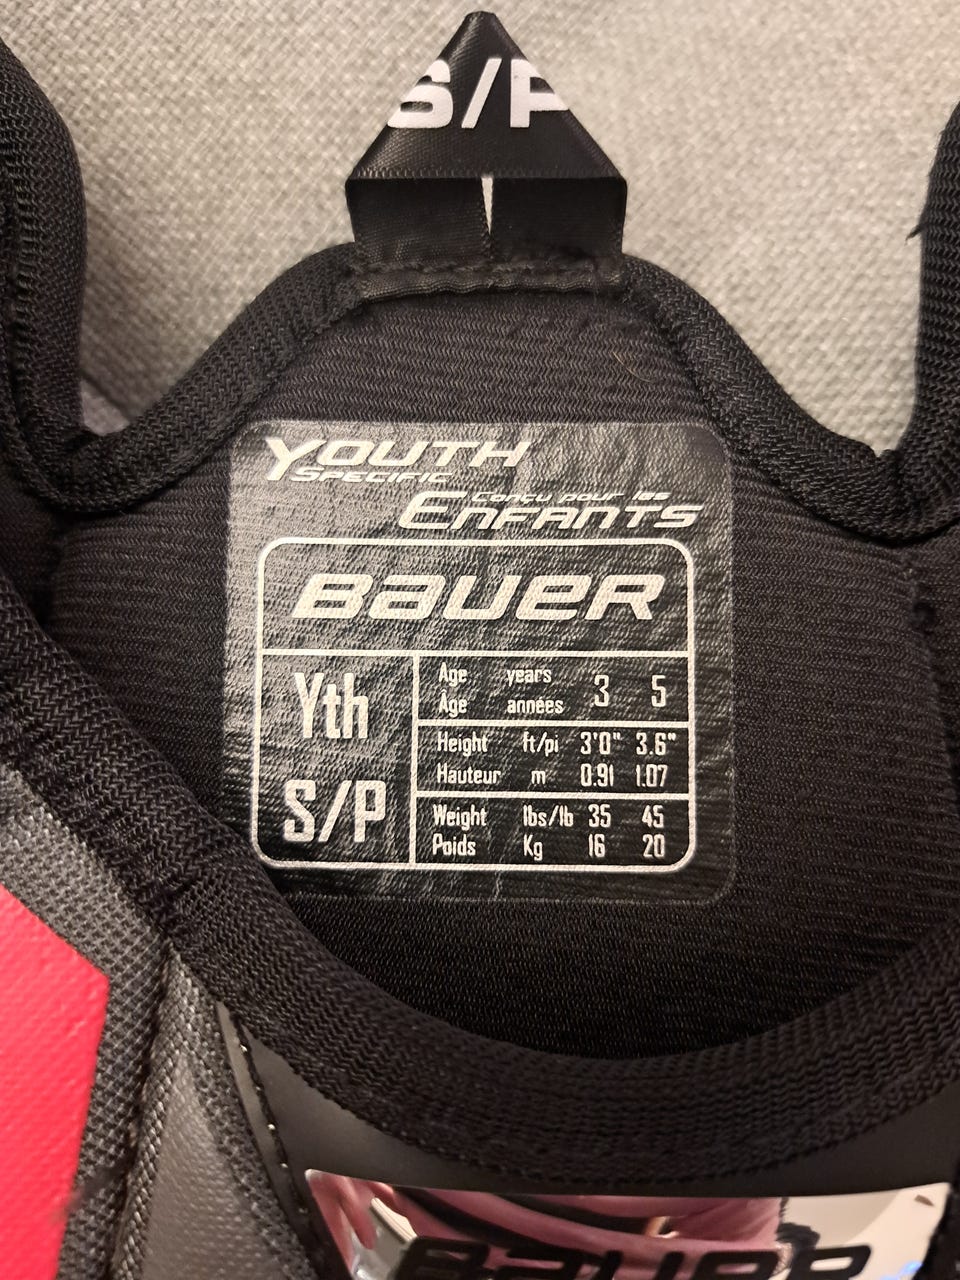 S/P
YOUTH
SPECIFIC
Conçu pour les
ENFANTS
BAUER
Yth
S/P
Age years 3 5
Âge années
Height ft/pi 3'0" 3.6"
Hauteur m 0.91 1.07
Weight lbs/lb 35 45
Poids Kg 16 20
BAUER